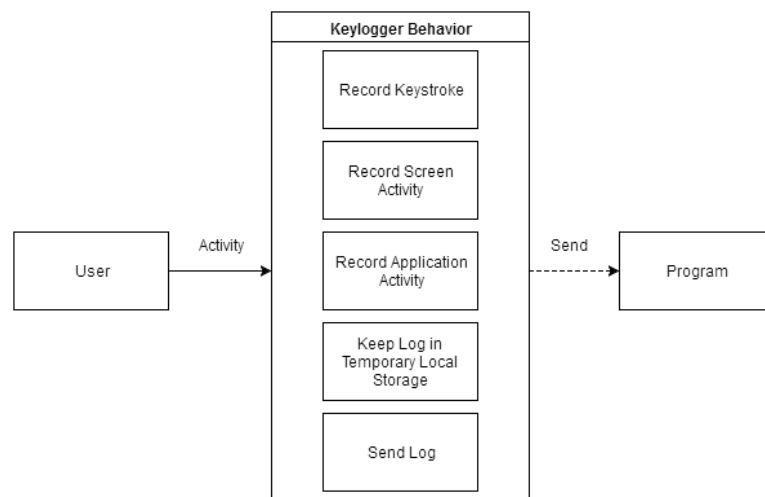 Keylogger Behavior
Record Keystroke
Record Screen
Activity
User
Activity
Record Application
Activity
Send
Program
Keep Log in
Temporary Local
Storage
Send Log